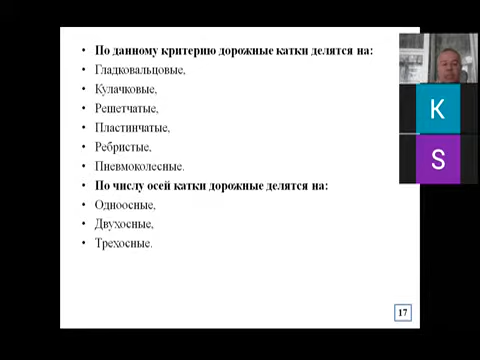 По данному критерию дорожные катки делятся на:
Гладковальцовые,
Кулачковые,
Решетчатые,
Пластинчатые,
Ребристые,
Пневмоколесные.
По числу осей катки дорожные делятся на:
Одноосные,
Двухосные,
Трехосные.
17
K
S